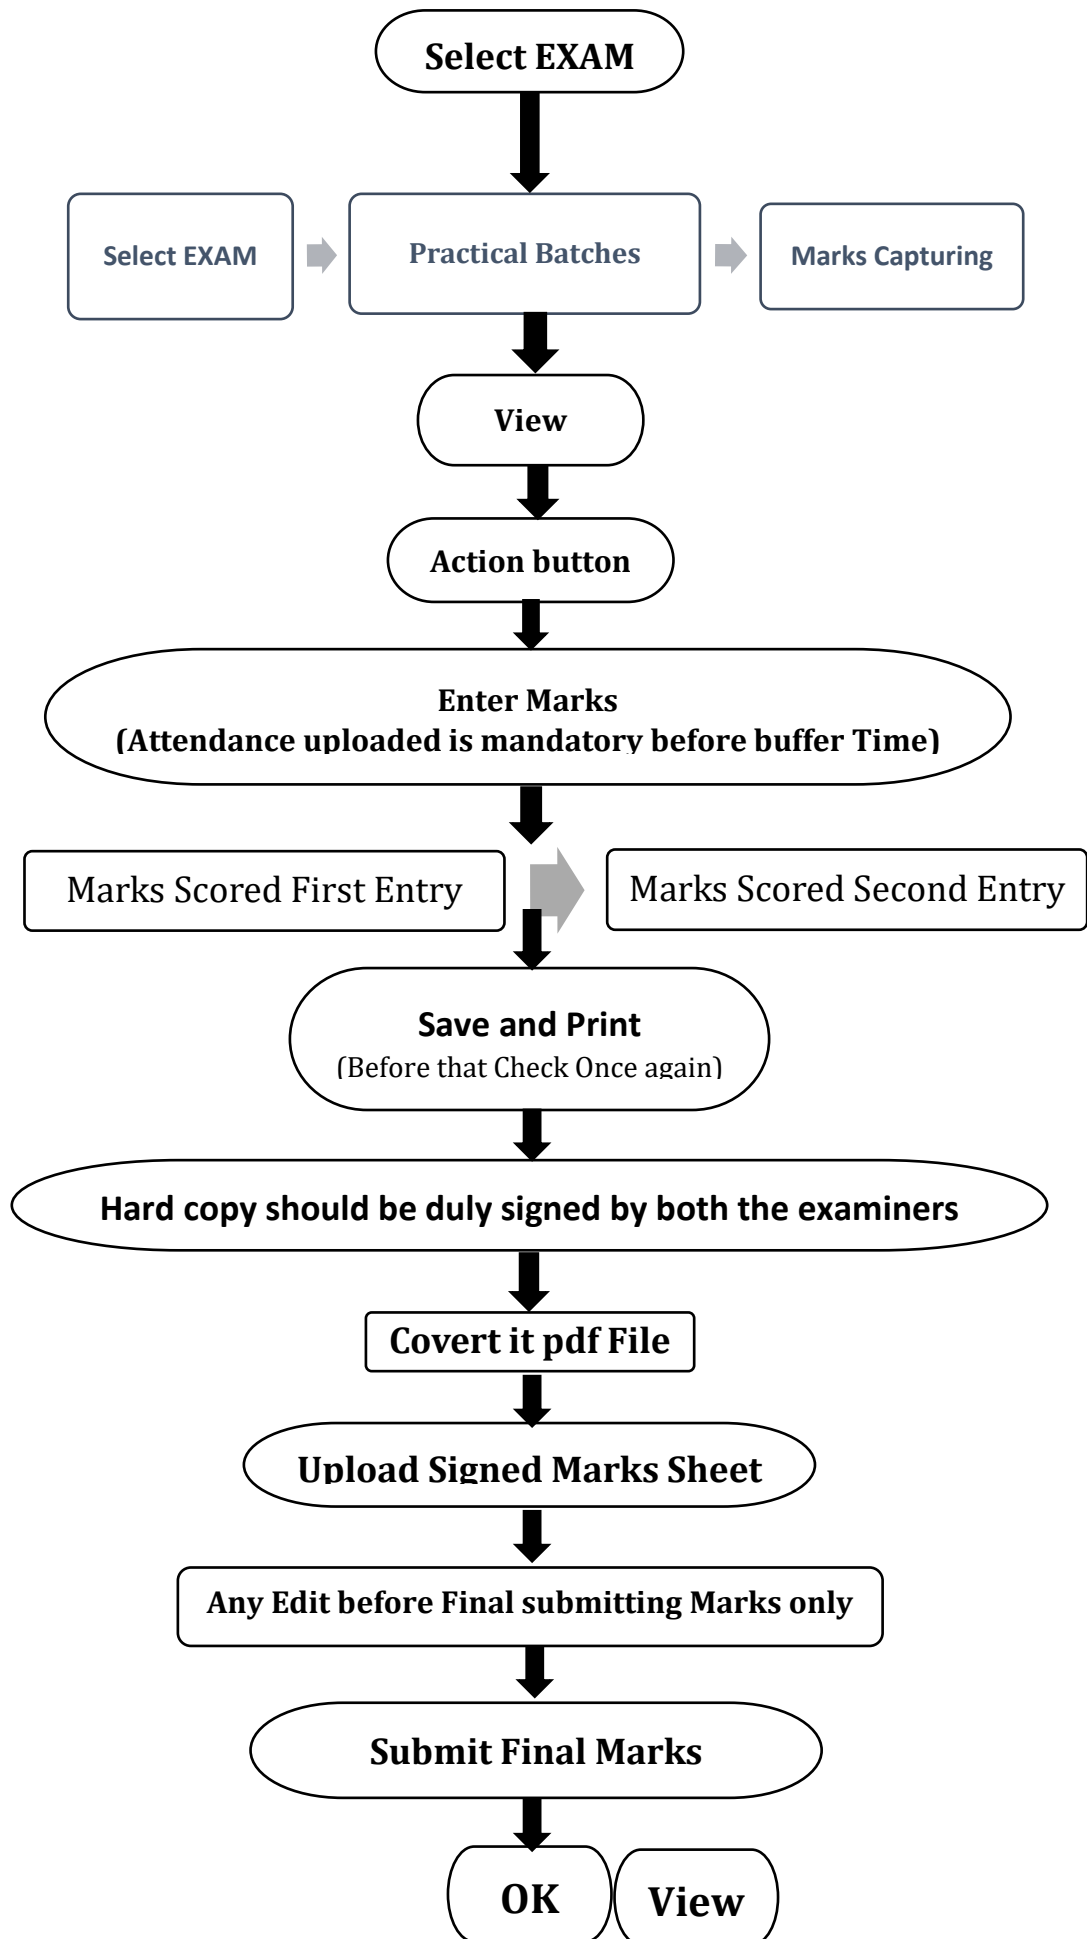 Select EXAM
Select EXAM
Practical Batches
Marks Capturing
View
Action button
Enter Marks
(Attendance uploaded is mandatory before buffer Time)
Marks Scored First Entry
Marks Scored Second Entry
Save and Print
(Before that Check Once again)
Hard copy should be duly signed by both the examiners
Covert it pdf File
Upload Signed Marks Sheet
Any Edit before Final submitting Marks only
Submit Final Marks
OK
View